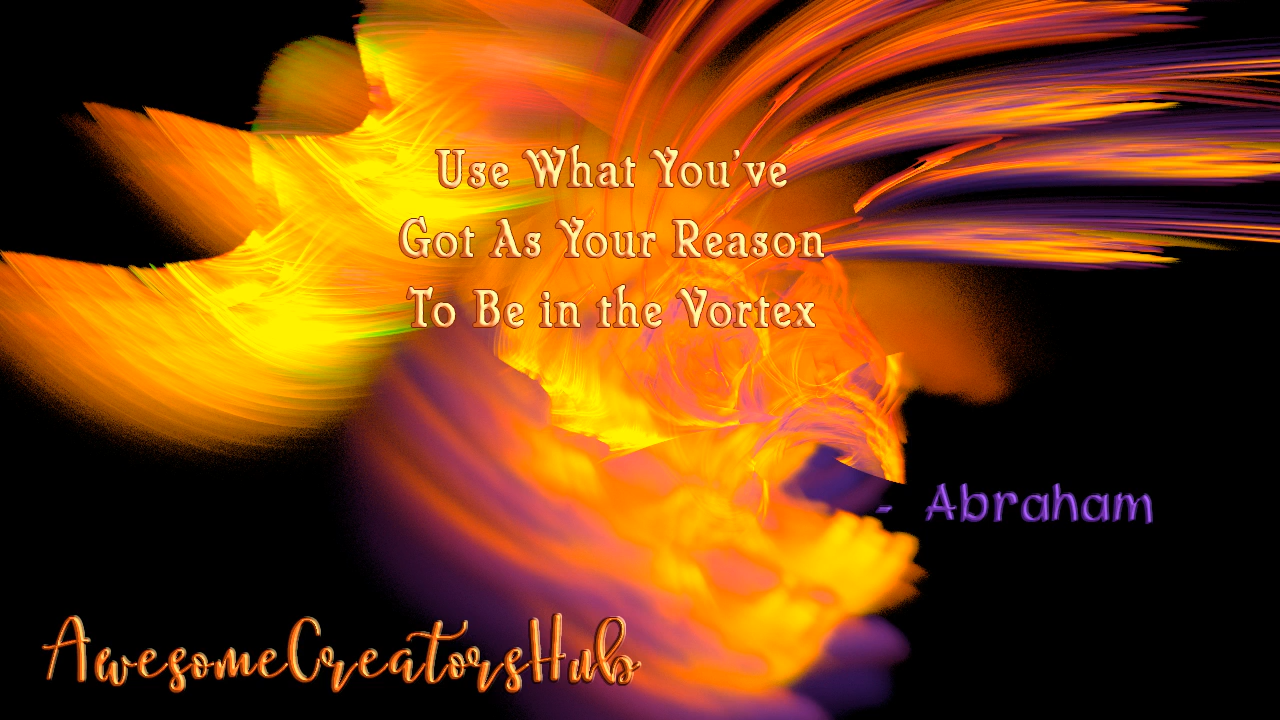 Use What You've
Got As Your Reason
To Be in the Vortex
- Abraham
AwesomeCreatorsHub